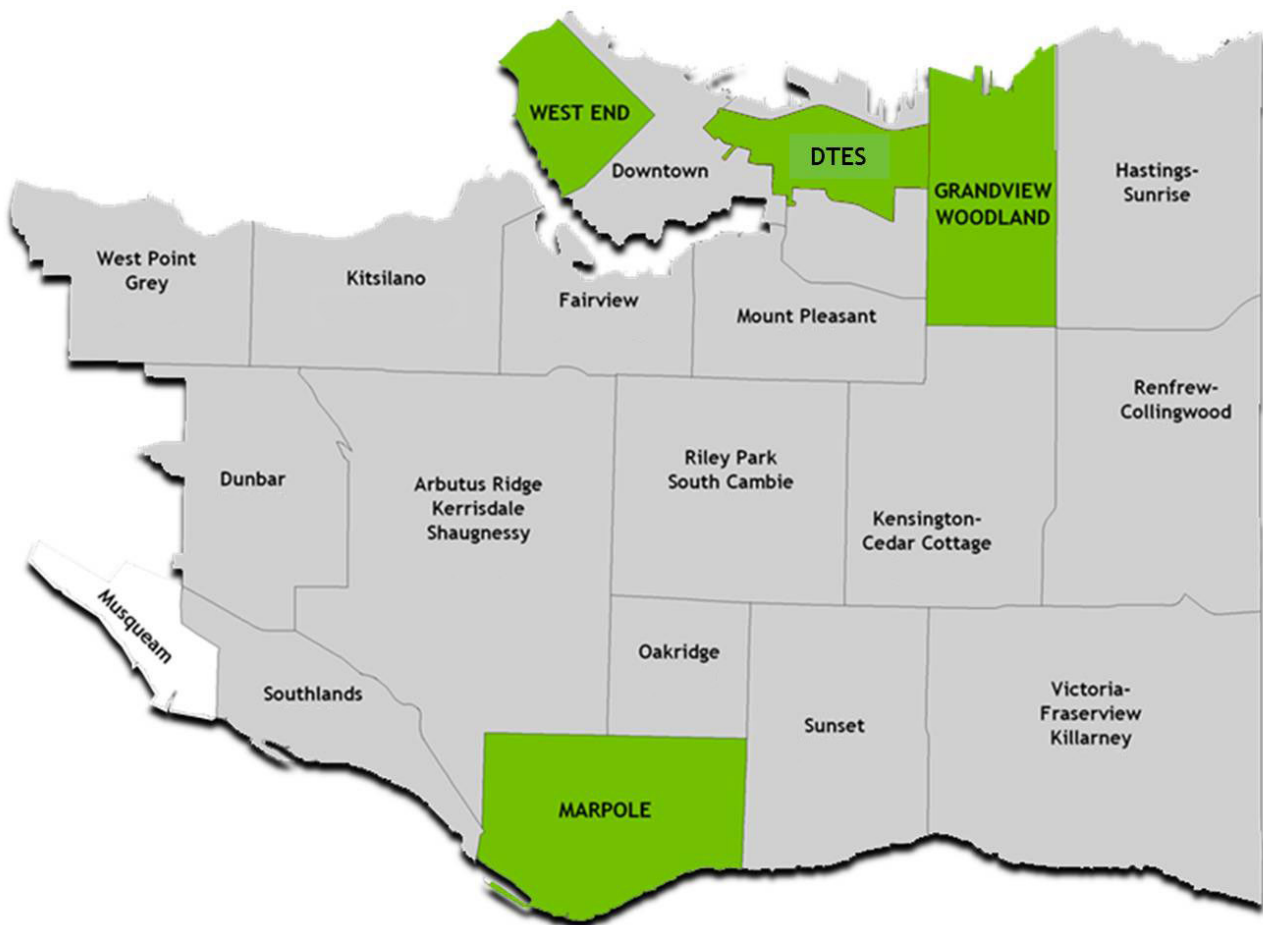 WEST END
DTES
Downtown
GRANDVIEW
WOODLAND
Hastings-
Sunrise
West Point
Grey
Kitsilano
Fairview
Mount Pleasant
Renfrew-
Collingwood
Dunbar
Arbutus Ridge
Kerrisdale
Shaugnessy
Riley Park
South Cambie
Kensington-
Cedar Cottage
Musqueam
Southlands
Oakridge
Sunset
Victoria-
Fraserview
Killarney
MARPOLE